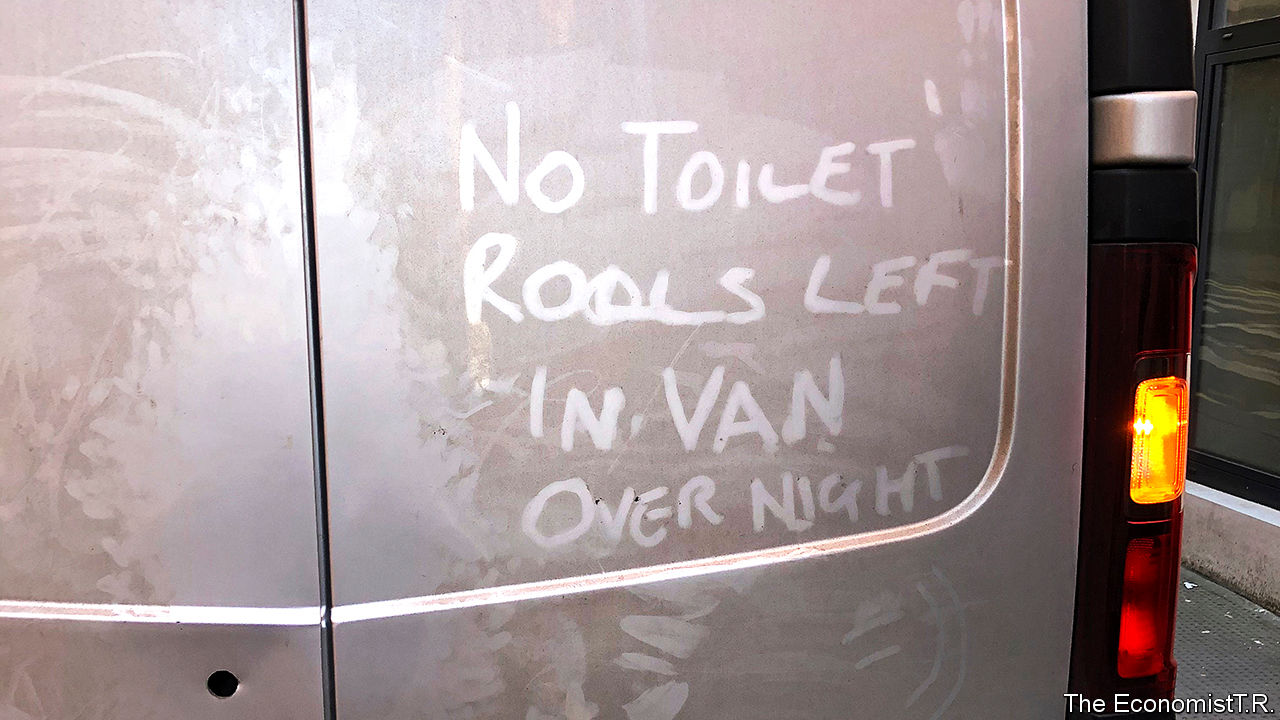 No TOILET
ROOLS LEFT
IN VAN
OVER NIGHT
The EconomistT.R.